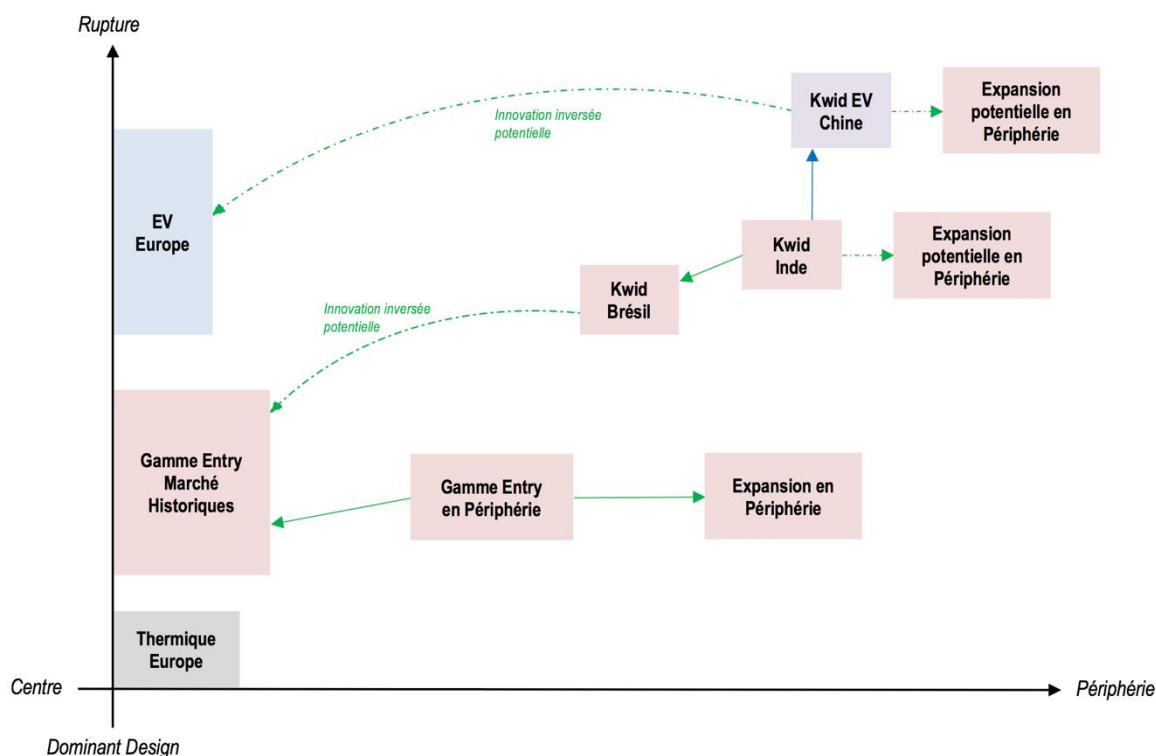 Rupture
Kwid EV
Chine
Expansion
potentielle en
Périphérie
Innovation inversée
potentielle
EV
Europe
Kwid
Inde
Expansion
potentielle en
Périphérie
Kwid
Brésil
Innovation inversée
potentielle
Gamme Entry
Marché
Historiques
Gamme Entry
en Périphérie
Expansion en
Périphérie
Thermique
Europe
Centre
Périphérie
Dominant Design